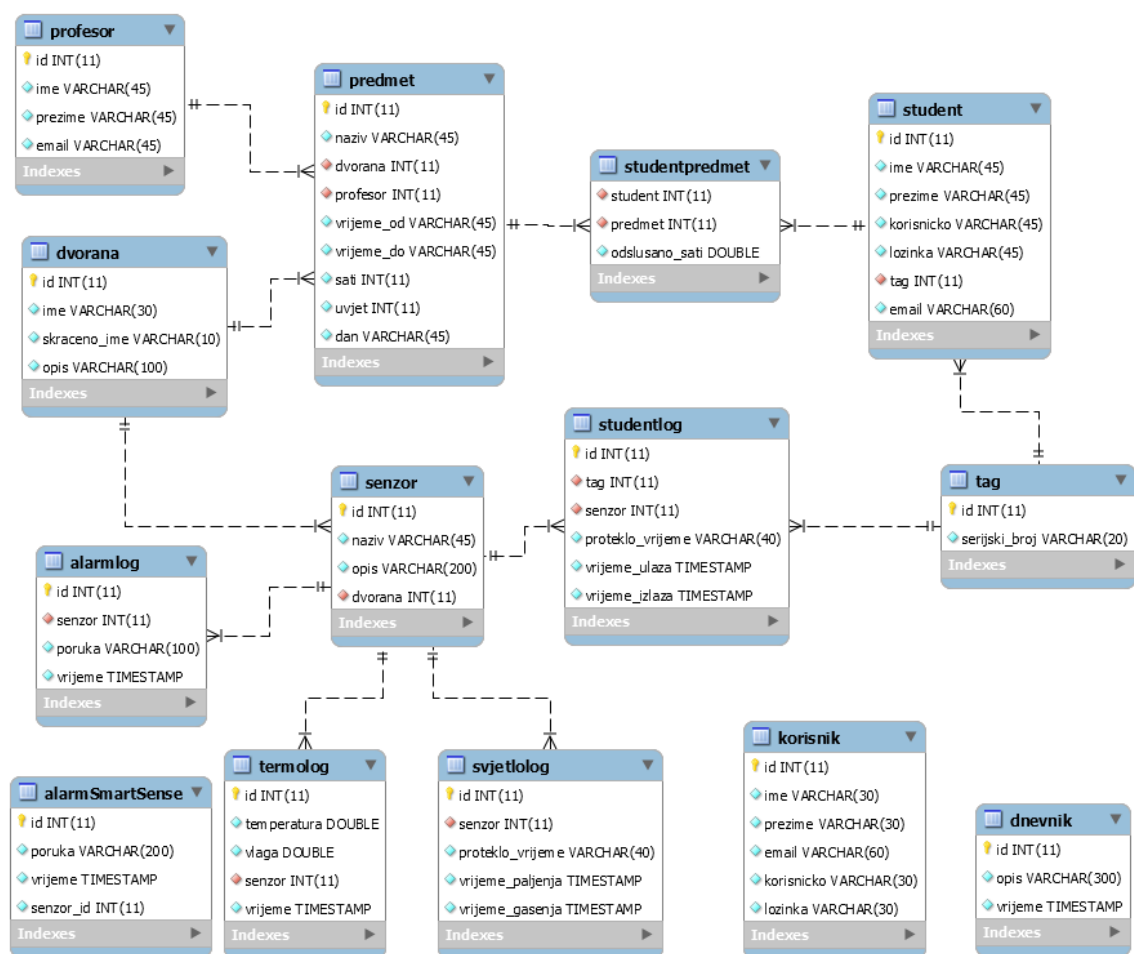 profesor
id INT(11)
ime VARCHAR(45)
prezime VARCHAR(45)
email VARCHAR(45)
Indexes
predmet
id INT(11)
naziv VARCHAR(45)
dvorana INT(11)
profesor INT(11)
vrijeme_od VARCHAR(45)
vrijeme_do VARCHAR(45)
sati INT(11)
uvjet INT(11)
dan VARCHAR(45)
Indexes
studentpredmet
student INT(11)
predmet INT(11)
odslusano_sati DOUBLE
Indexes
student
id INT(11)
ime VARCHAR(45)
prezime VARCHAR(45)
korisnicko VARCHAR(45)
lozinka VARCHAR(45)
tag INT(11)
email VARCHAR(60)
Indexes
dvorana
id INT(11)
ime VARCHAR(30)
skraceno_ime VARCHAR(10)
opis VARCHAR(100)
Indexes
studentlog
id INT(11)
tag INT(11)
senzor INT(11)
proteklo_vrijeme VARCHAR(40)
vrijeme_ulaza TIMESTAMP
vrijeme_izlaza TIMESTAMP
Indexes
senzor
id INT(11)
naziv VARCHAR(45)
opis VARCHAR(200)
dvorana INT(11)
Indexes
tag
id INT(11)
serijski_broj VARCHAR(20)
Indexes
alarmlog
id INT(11)
senzor INT(11)
poruka VARCHAR(100)
vrijeme TIMESTAMP
Indexes
alarmSmartSense
id INT(11)
poruka VARCHAR(200)
vrijeme TIMESTAMP
senzor_id INT(11)
Indexes
termolog
id INT(11)
temperatura DOUBLE
vlaga DOUBLE
senzor INT(11)
vrijeme TIMESTAMP
Indexes
svjetlolog
id INT(11)
senzor INT(11)
proteklo_vrijeme VARCHAR(40)
vrijeme_paljenja TIMESTAMP
vrijeme_gasenja TIMESTAMP
Indexes
korisnik
id INT(11)
ime VARCHAR(30)
prezime VARCHAR(30)
email VARCHAR(60)
korisnicko VARCHAR(30)
lozinka VARCHAR(30)
Indexes
dnevnik
id INT(11)
opis VARCHAR(300)
vrijeme TIMESTAMP
Indexes